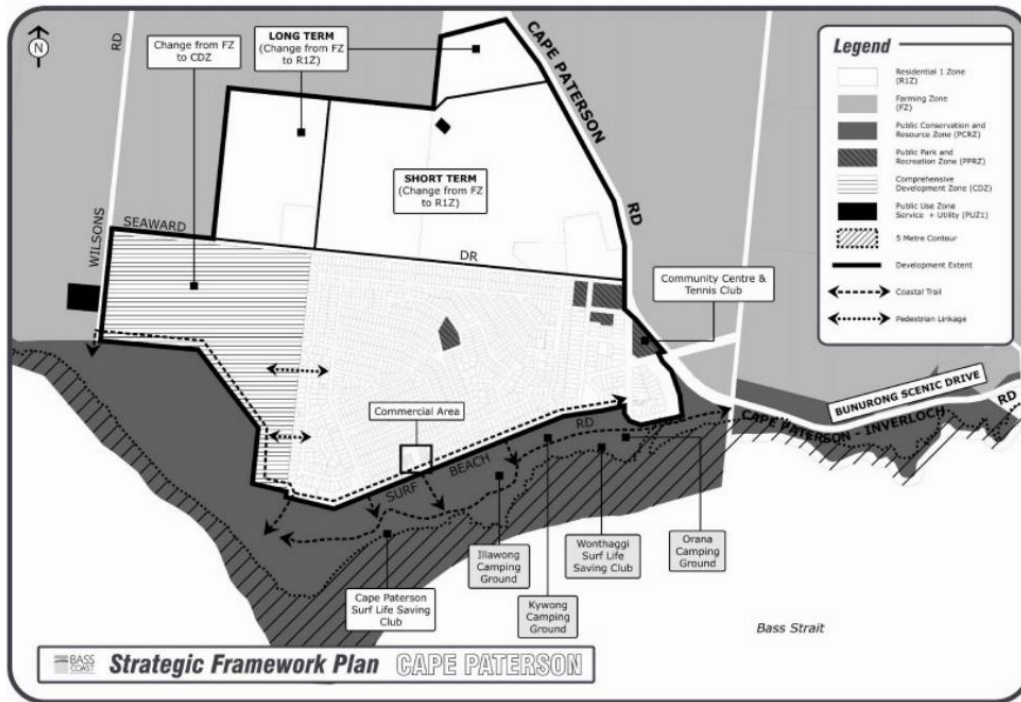 N
RD
Change from FZ
to CDZ
LONG TERM
(Change from FZ
to R1Z)
CAPE PATERSON
RD
SHORT TERM
(Change from FZ
to R1Z)
SEAWARD
DR
WILSONS
Community Centre &
Tennis Club
Commercial Area
SURF BEACH RD
BUNURONG SCENIC DRIVE
CAPE PATERSON - INVERLOCH
RD
Illawong
Camping
Ground
Wonthaggi
Surf Life
Saving Club
Orana
Camping
Ground
Cape Paterson
Surf Life Saving
Club
Kywong
Camping
Ground
Bass Strait
Legend
Residential 1 Zone
(R1Z)
Farming Zone
(FZ)
Public Conservation and
Resource Zone (PCRZ)
Public Park and
Recreation Zone (PPRZ)
Comprehensive
Development Zone (CDZ)
Public Use Zone
Service + Utility (PUZ1)
5 Metre Contour
Development Extent
Coastal Trail
Pedestrian Linkage
BASS
COAST
Strategic Framework Plan CAPE PATERSON